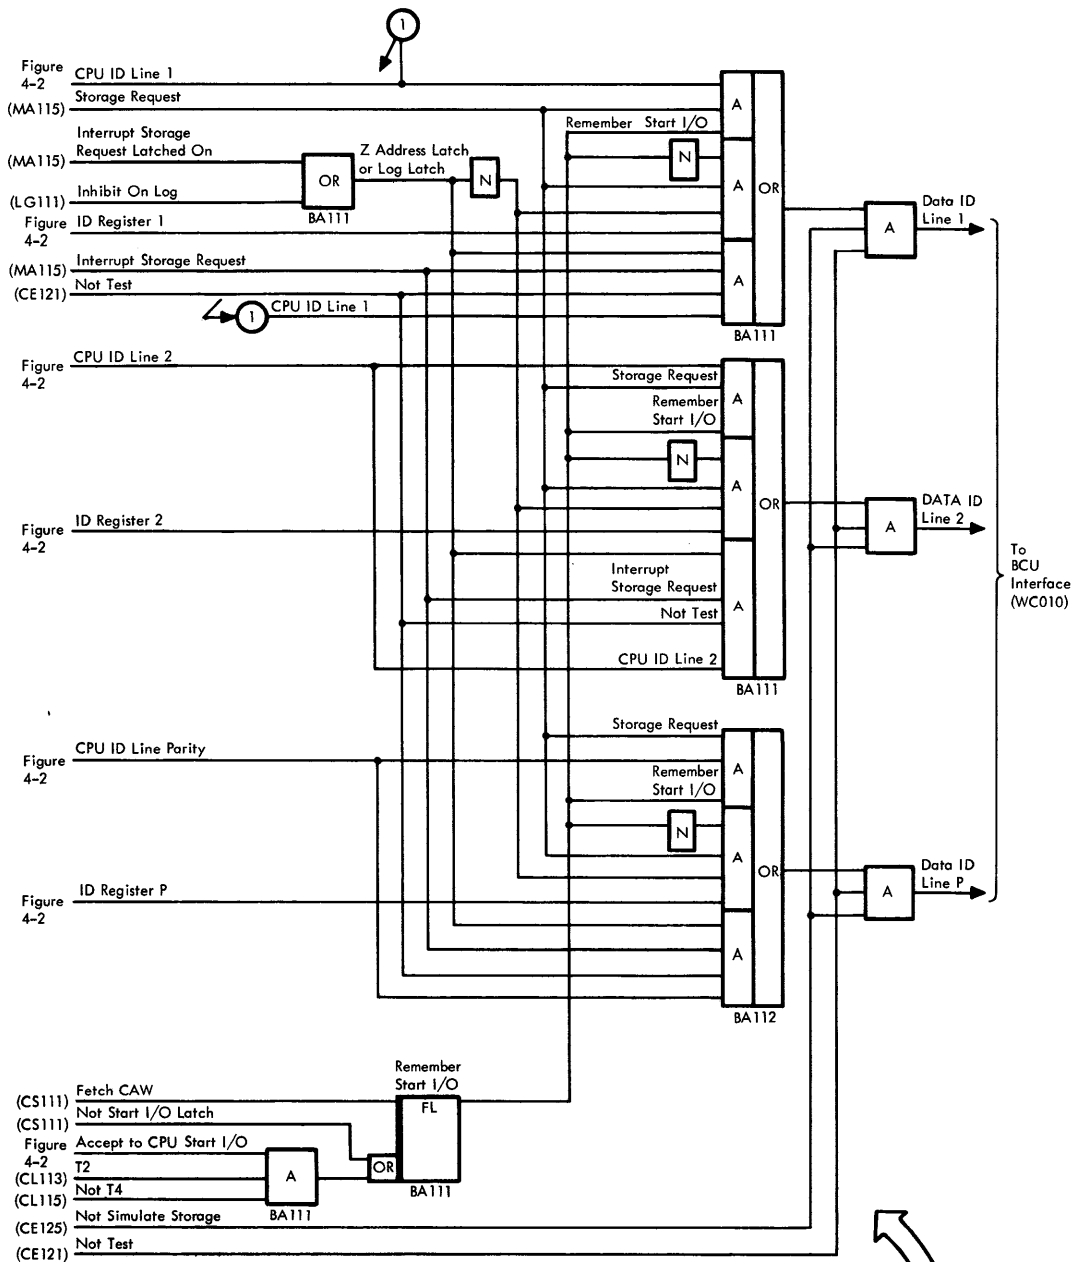 1
Figure
4-2
CPU ID Line 1
Storage Request
(MA115)
A
Remember Start I/O
Interrupt Storage
Request Latched On
(MA115)
Z Address Latch
or Log Latch
N
N
OR
A
OR
Inhibit On Log
(LG111)
BA111
Data ID
Line 1
A
Figure
4-2
ID Register 1
Interrupt Storage Request
(MA115)
Not Test
(CE121)
A
1
CPU ID Line 1
BA111
CPU ID Line 2
Figure
4-2
Storage Request
A
Remember
Start I/O
N
A
OR
DATA ID
Line 2
A
ID Register 2
Figure
4-2
To
BCU
Interface
(WC010)
Interrupt
Storage Request
A
Not Test
CPU ID Line 2
BA111
Storage Request
CPU ID Line Parity
Figure
4-2
A
Remember
Start I/O
N
A
OR
Data ID
Line P
A
ID Register P
Figure
4-2
A
BA112
Remember
Start I/O
Fetch CAW
(CS111)
FL
Not Start I/O Latch
(CS111)
Figure
4-2
Accept to CPU Start I/O
T2
(CL113)
A
OR
Not T4
(CL115)
BA111
BA111
Not Simulate Storage
(CE125)
Not Test
(CE121)